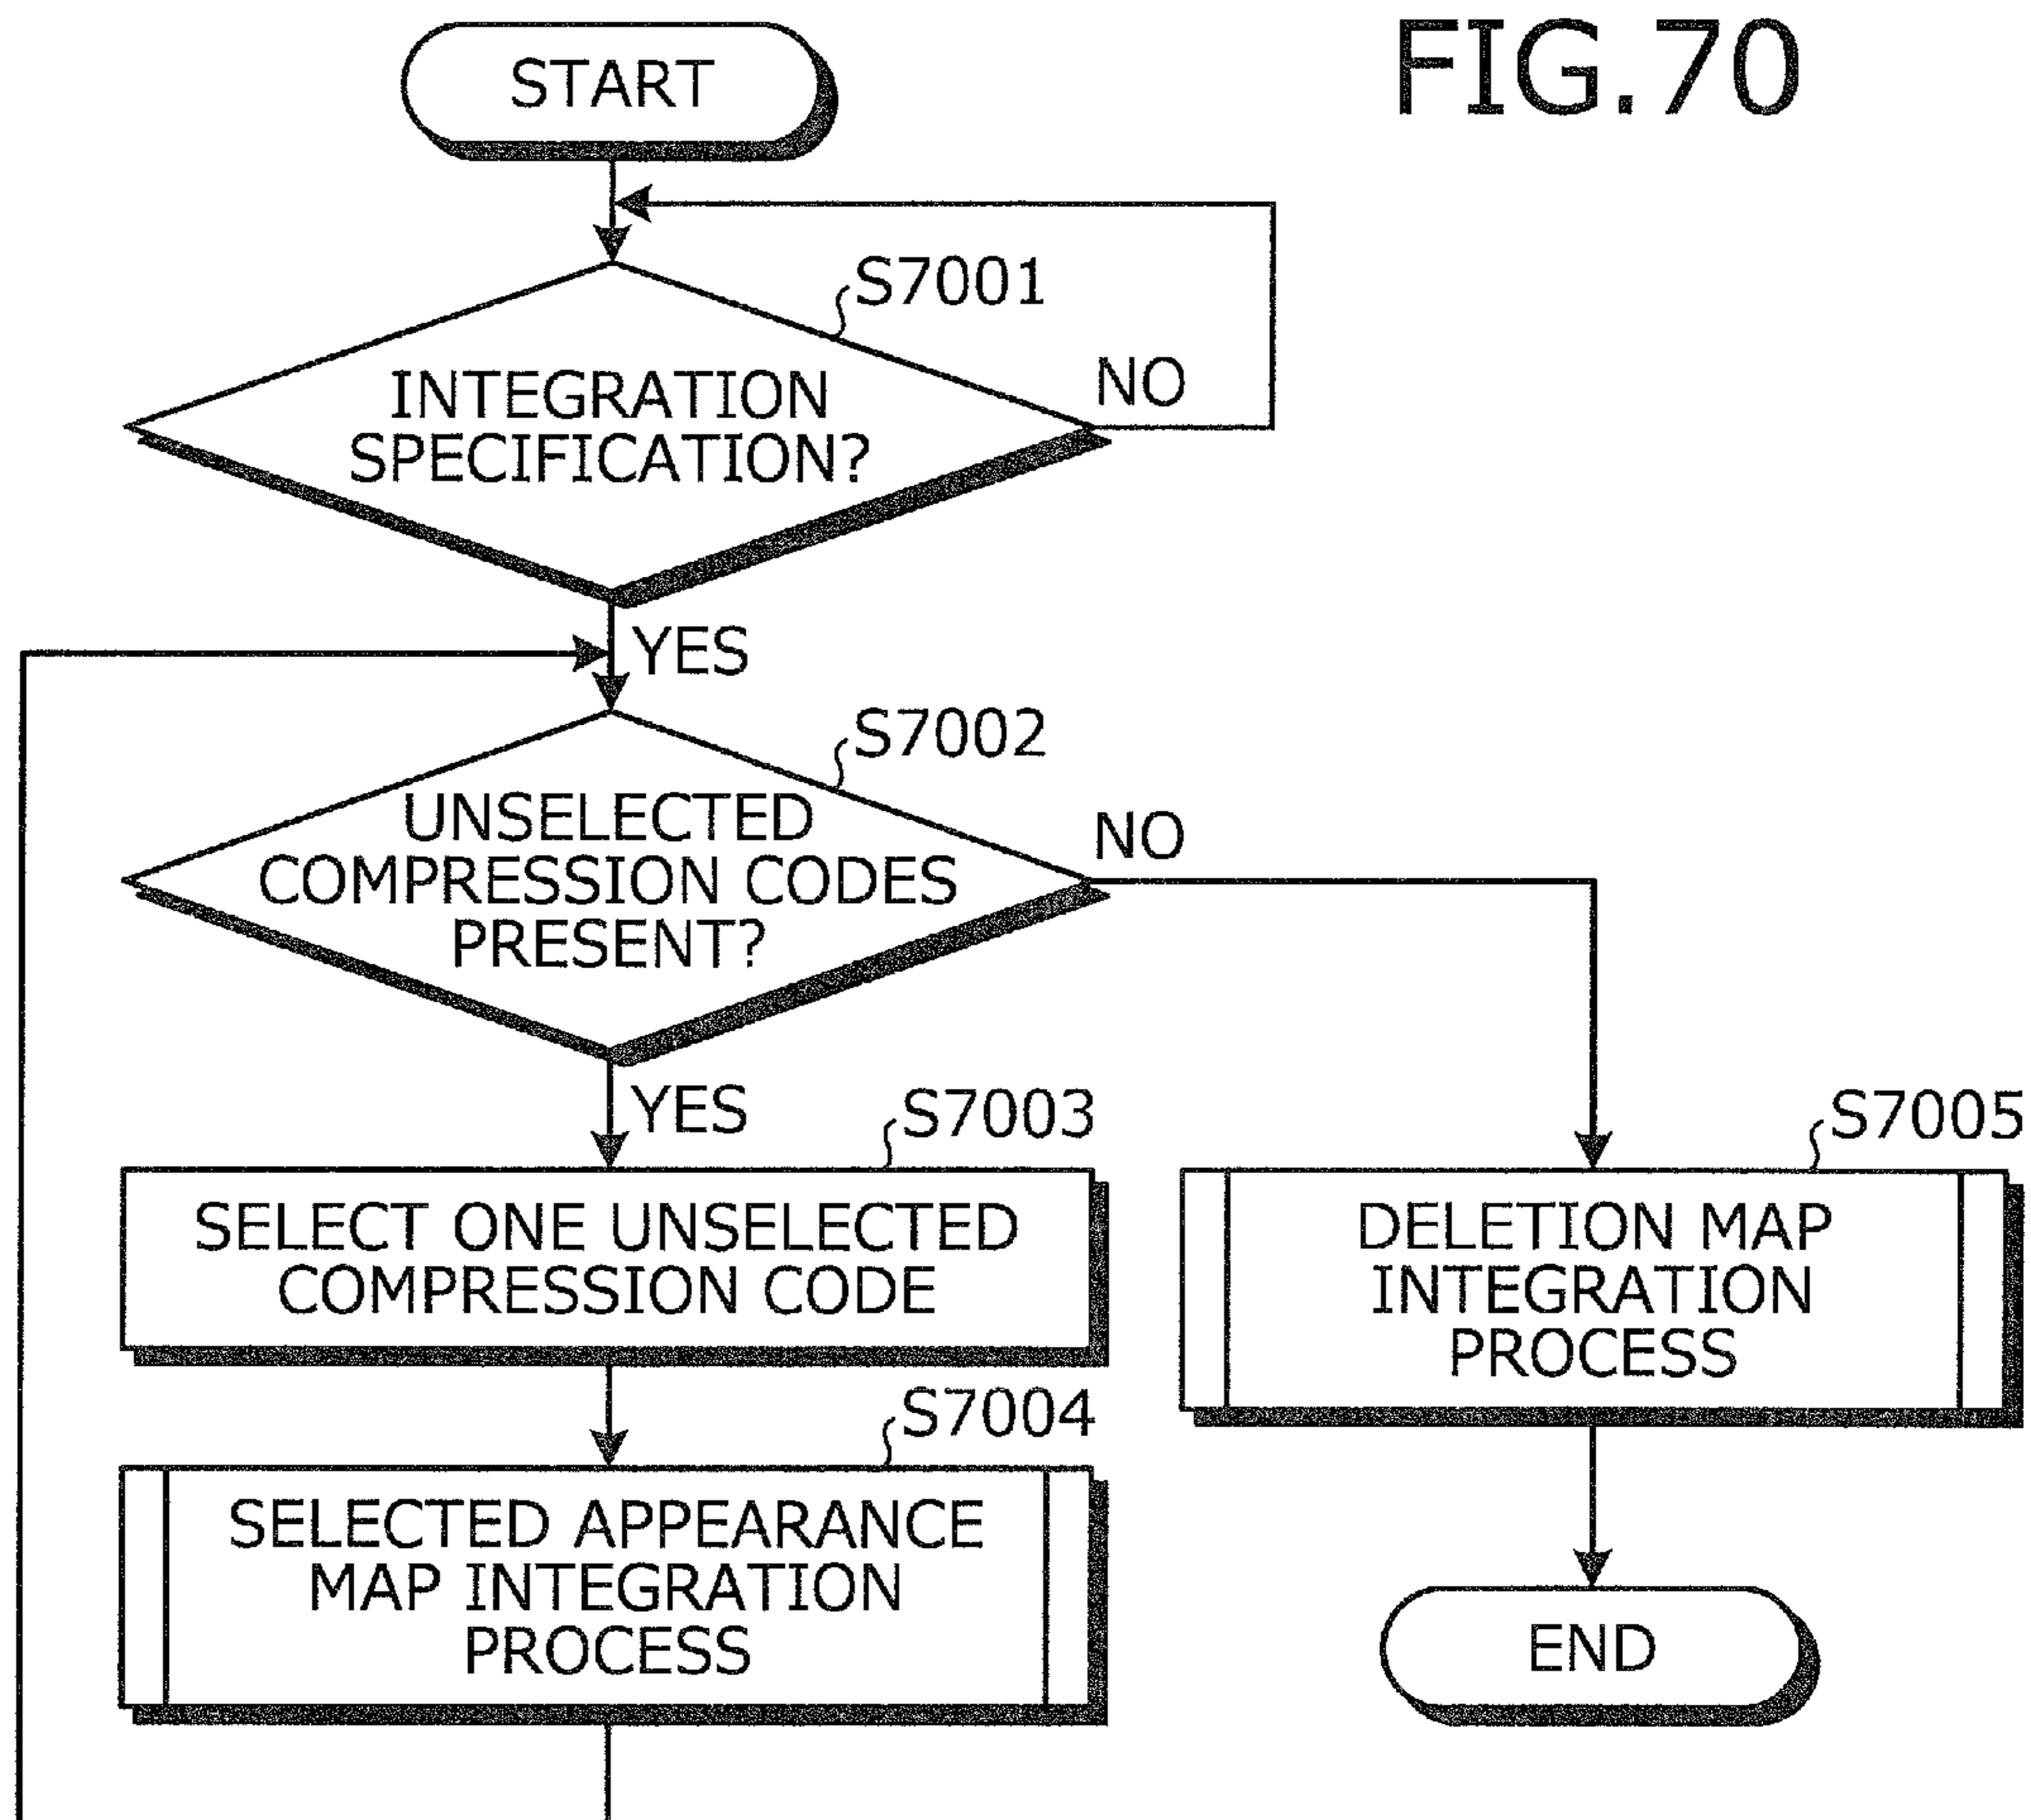 FIG.70
START
S7001
INTEGRATION
SPECIFICATION?
NO
YES
S7002
UNSELECTED
COMPRESSION CODES
PRESENT?
NO
YES
S7003
SELECT ONE UNSELECTED
COMPRESSION CODE
S7004
SELECTED APPEARANCE
MAP INTEGRATION
PROCESS
S7005
DELETION MAP
INTEGRATION
PROCESS
END